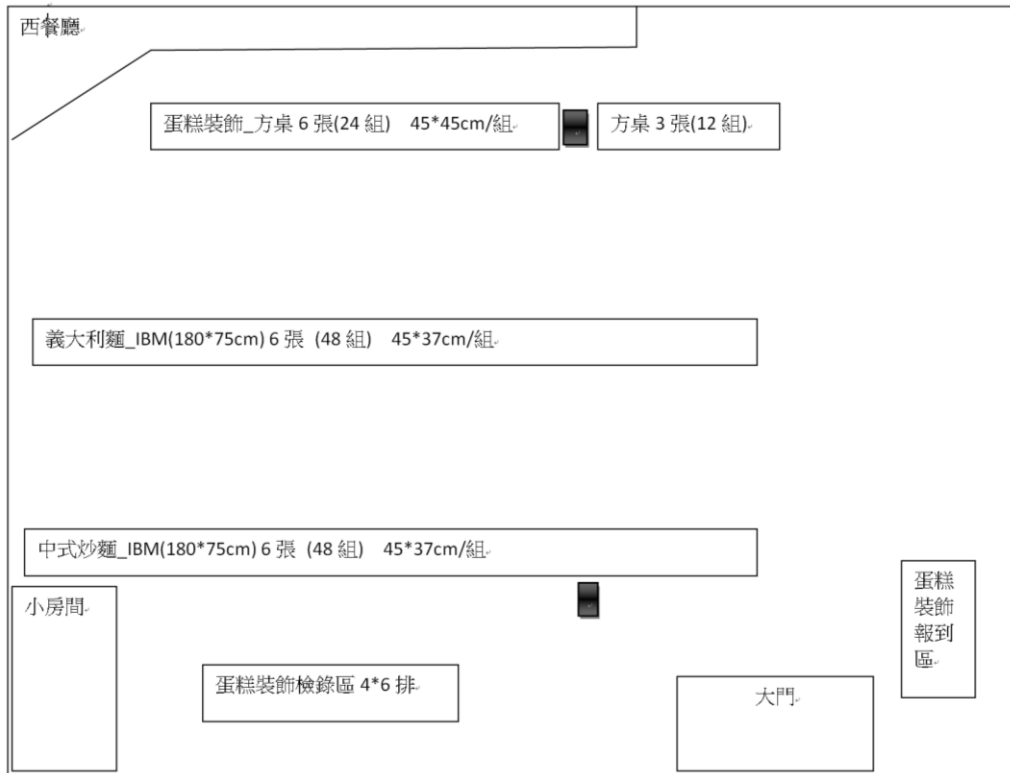 西餐廳
蛋糕裝飾_方桌 6 張(24 組) 45*45cm/組
方桌 3 張(12 組)
義大利麵_IBM(180*75cm) 6 張 (48 組) 45*37cm/組
中式炒麵_IBM(180*75cm) 6 張 (48 組) 45*37cm/組
小房間
蛋糕
裝飾
報到
區
蛋糕裝飾檢錄區 4*6 排
大門